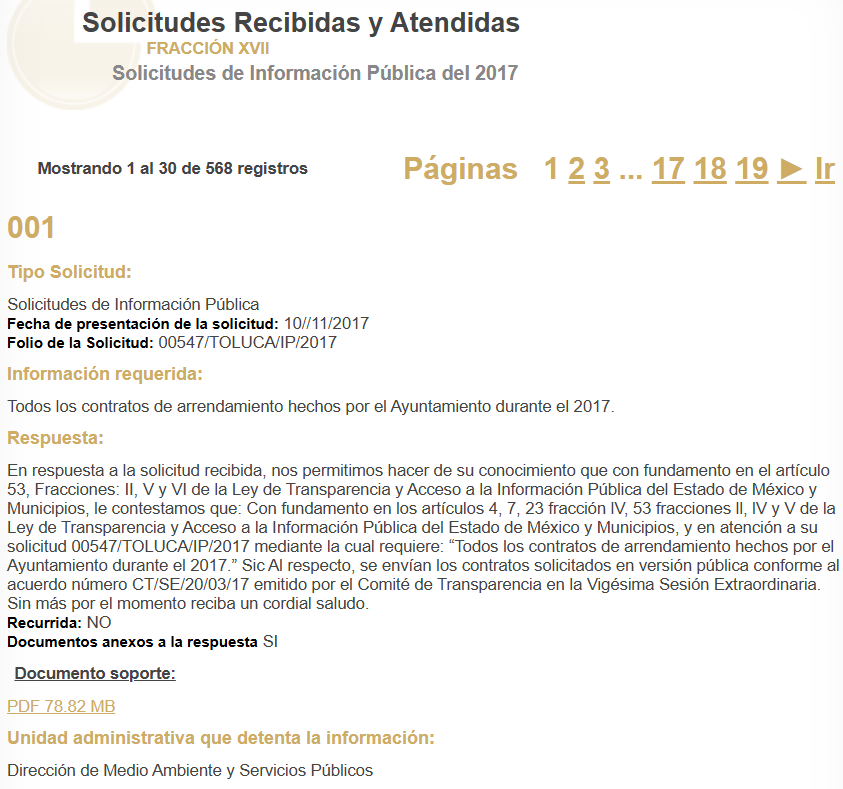 Solicitudes Recibidas y Atendidas
FRACCIÓN XVII
Solicitudes de Información Pública del 2017
Mostrando 1 al 30 de 568 registros
Páginas 1 2 3 ... 17 18 19 ► Ir
001
Tipo Solicitud:
Solicitudes de Información Pública
Fecha de presentación de la solicitud: 10//11/2017
Folio de la Solicitud: 00547/TOLUCA/IP/2017
Información requerida:
Todos los contratos de arrendamiento hechos por el Ayuntamiento durante el 2017.
Respuesta:
En respuesta a la solicitud recibida, nos permitimos hacer de su conocimiento que con fundamento en el artículo
53, Fracciones: II, V y VI de la Ley de Transparencia y Acceso a la Información Pública del Estado de México y
Municipios, le contestamos que: Con fundamento en los artículos 4, 7, 23 fracción IV, 53 fracciones II, IV y V de la
Ley de Transparencia y Acceso a la Información Pública del Estado de México y Municipios, y en atención a su
solicitud 00547/TOLUCA/IP/2017 mediante la cual requiere: “Todos los contratos de arrendamiento hechos por el
Ayuntamiento durante el 2017.” Sic Al respecto, se envían los contratos solicitados en versión pública conforme al
acuerdo número CT/SE/20/03/17 emitido por el Comité de Transparencia en la Vigésima Sesión Extraordinaria.
Sin más por el momento reciba un cordial saludo.
Recurrida: NO
Documentos anexos a la respuesta SI
Documento soporte:
PDF 78.82 MB
Unidad administrativa que detenta la información:
Dirección de Medio Ambiente y Servicios Públicos